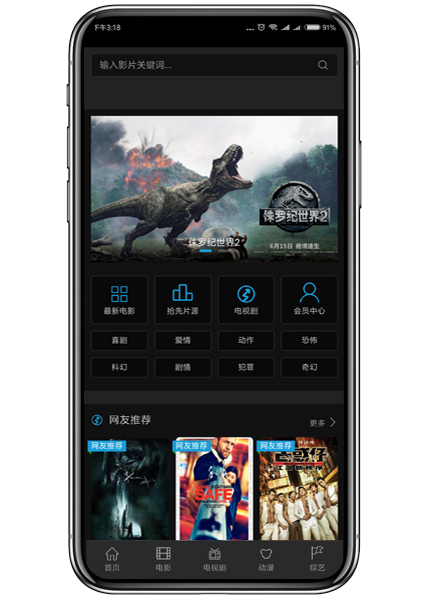 下午3:18
... 91%
输入影片关键词...
侏罗纪世界2
6月15日 绝境逢生
侏罗纪世界2
最新电影 抢先片源 电视剧 会员中心
喜剧 爱情 动作 恐怖
科幻 剧情 犯罪 奇幻
网友推荐 更多
网友推荐 网友推荐 网友推荐
SAFE
首页 电影 电视剧 动漫 综艺